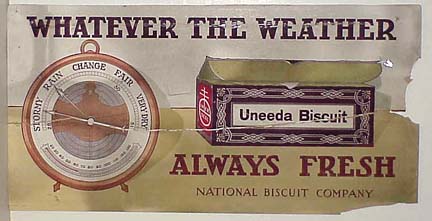 WHATEVER THE WEATHER
STORMY RAIN CHANGE FAIR VERY DRY
Uneeda Biscuit
ALWAYS FRESH
NATIONAL BISCUIT COMPANY